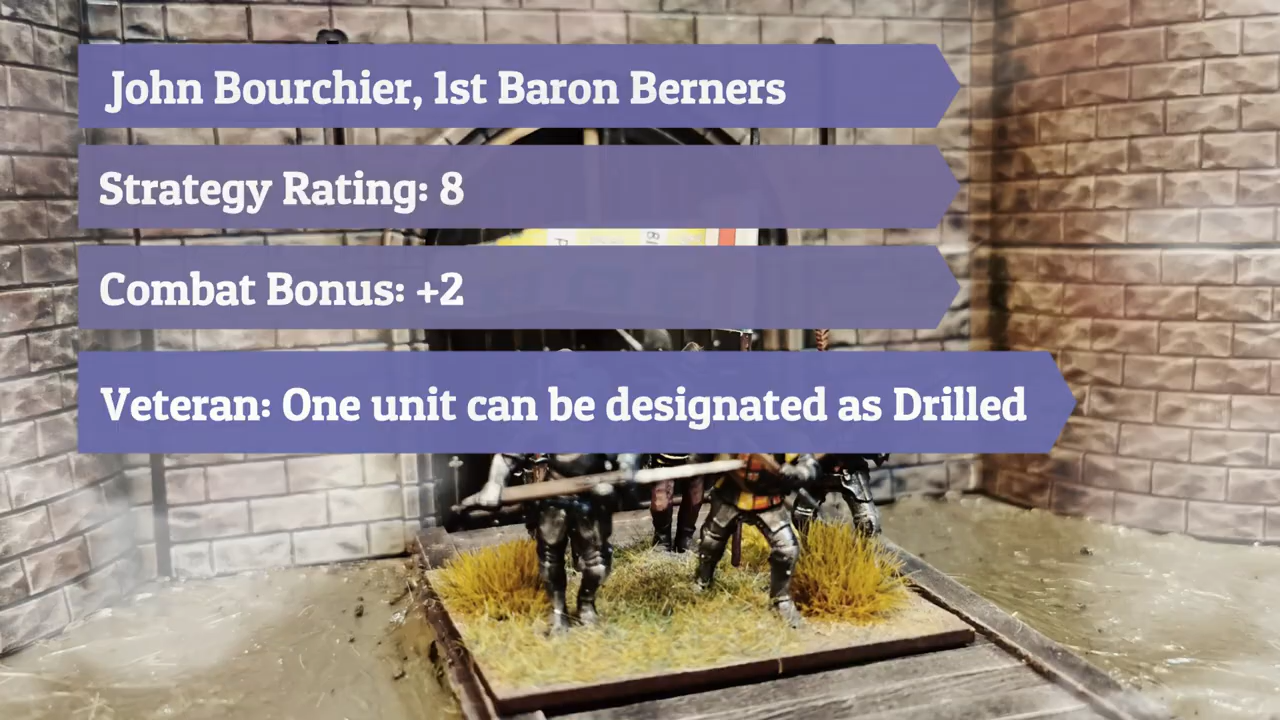 John Bourchier, 1st Baron Berners
Strategy Rating: 8
Combat Bonus: +2
Veteran: One unit can be designated as Drilled